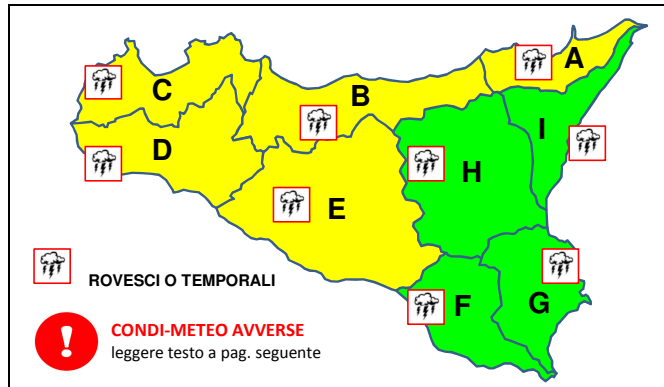 A
C
B
I
D
H
E
G
F
ROVESCI O TEMPORALI
! CONDI-METEO AVVERSE
leggere testo a pag. seguente